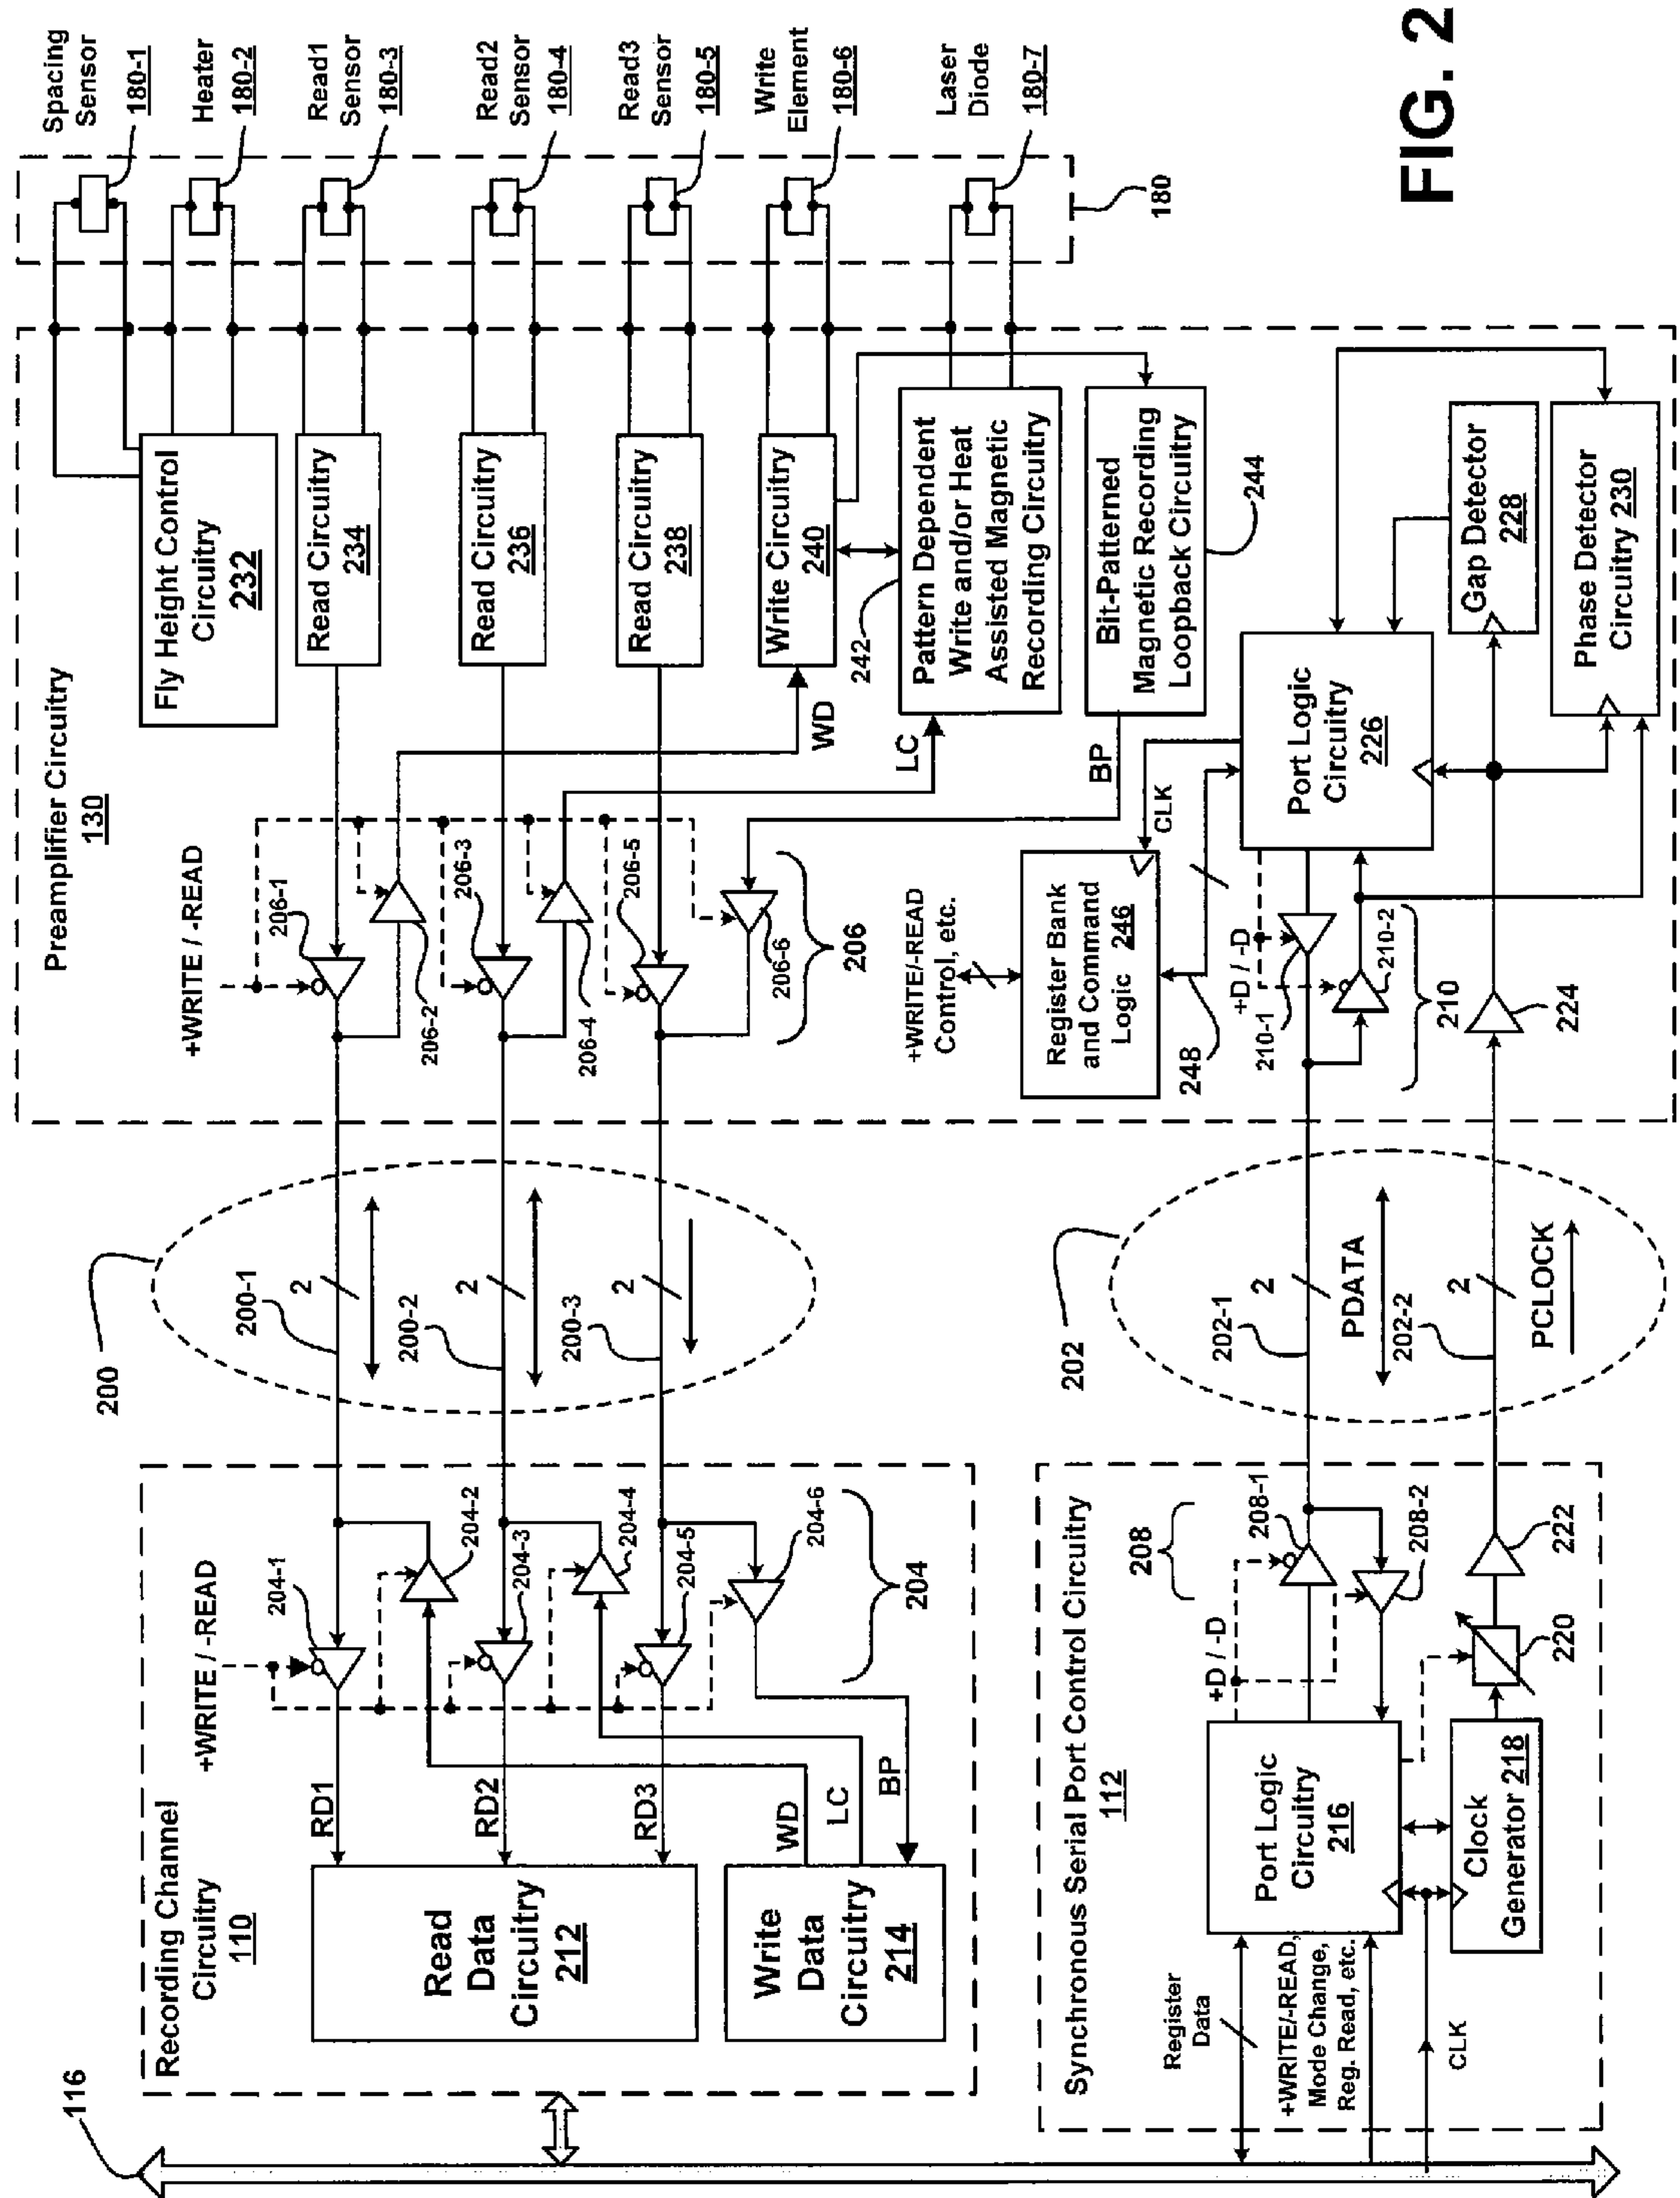 116
Recording Channel
Circuitry
110
+WRITE / -READ
RD1
RD2
RD3
WD
LC
BP
Read
Data
Circuitry
212
Write
Data
Circuitry
214
204-1
204-2
204-3
204-4
204-5
204-6
204
200
200-1
2
200-2
2
200-3
2
Preamplifier Circuitry
130
+WRITE / -READ
206-1
206-2
206-3
206-4
206-5
206-6
206
WD
LC
BP
Fly Height Control
Circuitry
232
Read Circuitry
234
Read Circuitry
236
Read Circuitry
238
Write Circuitry
240
242
Pattern Dependent
Write and/or Heat
Assisted Magnetic
Recording Circuitry
Bit-Patterned
Magnetic Recording
Loopback Circuitry
244
Spacing
Sensor
180-1
Heater
180-2
Read1
Sensor
180-3
Read2
Sensor
180-4
Read3
Sensor
180-5
Write
Element
180-6
Laser
Diode
180-7
180
Synchronous Serial Port Control Circuitry
112
Register
Data
+WRITE/-READ,
Mode Change,
Reg. Read, etc.
CLK
Port Logic
Circuitry
216
Clock
Generator 218
+D / -D
208
208-1
208-2
220
222
202
202-1
2
PDATA
202-2
2
PCLOCK
+WRITE/-READ
Control, etc.
Register Bank
and Command
Logic 246
CLK
248
+D / -D
210-1
210-2
210
224
Port Logic
Circuitry
226
Gap Detector
228
Phase Detector
Circuitry 230
FIG. 2